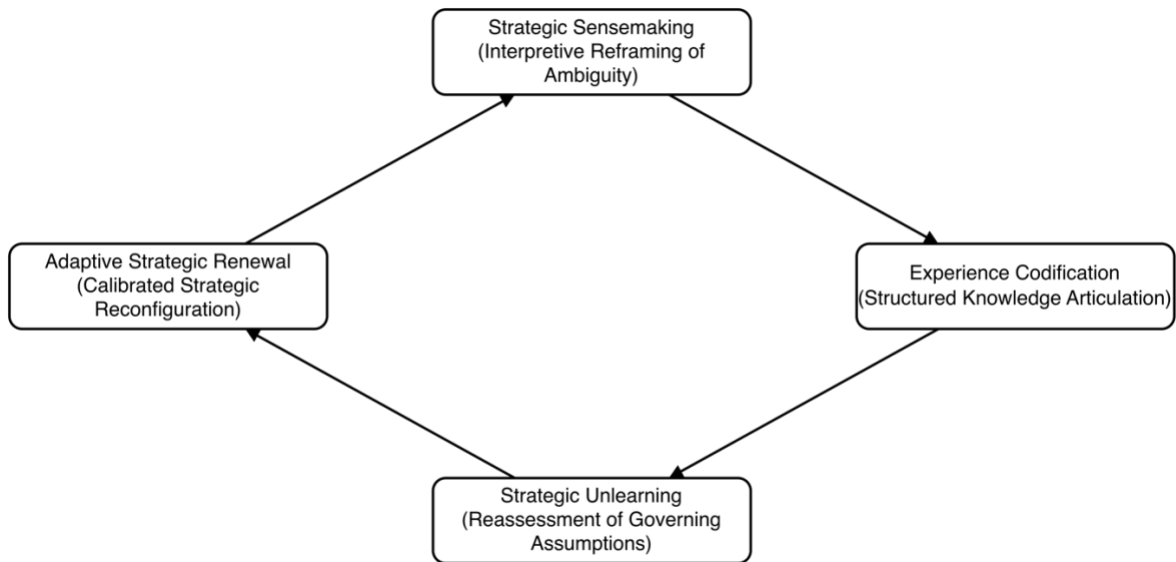 Strategic Sensemaking
(Interpretive Reframing of
Ambiguity)
Adaptive Strategic Renewal
(Calibrated Strategic
Reconfiguration)
Experience Codification
(Structured Knowledge Articulation)
Strategic Unlearning
(Reassessment of Governing
Assumptions)